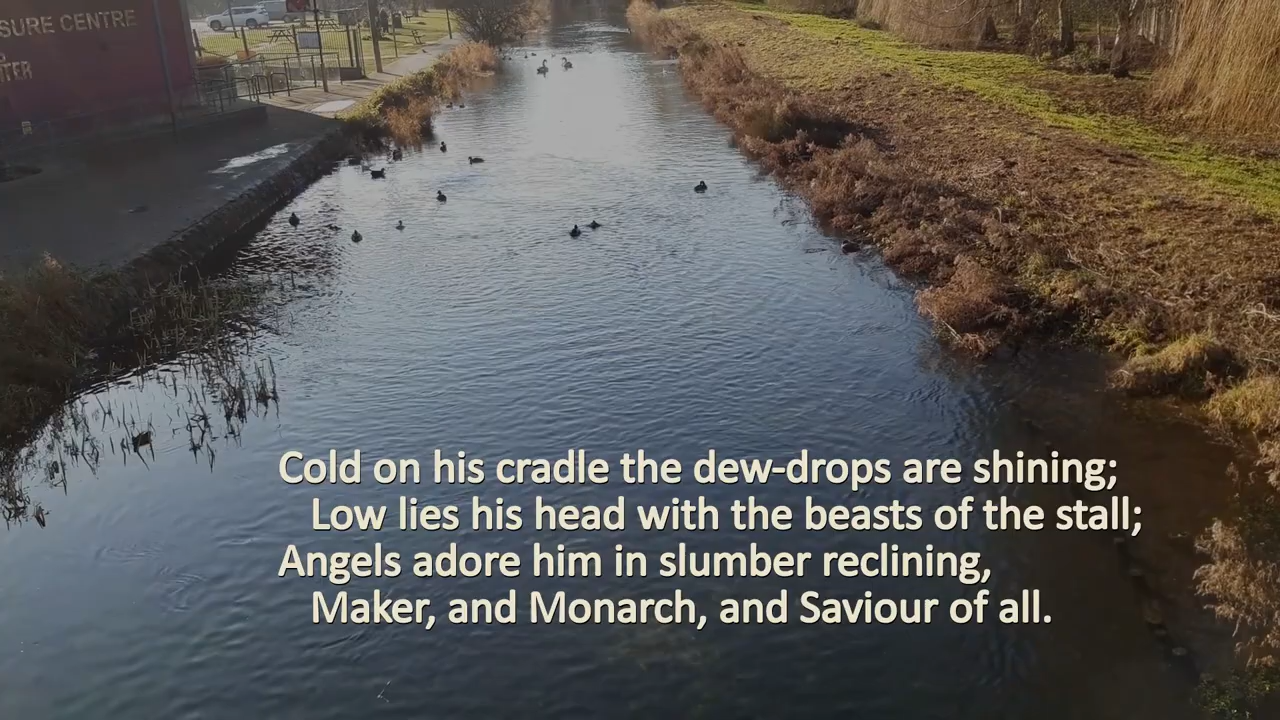 SURE CENTRE
Cold on his cradle the dew-drops are shining;
Low lies his head with the beasts of the stall;
Angels adore him in slumber reclining,
Maker, and Monarch, and Saviour of all.